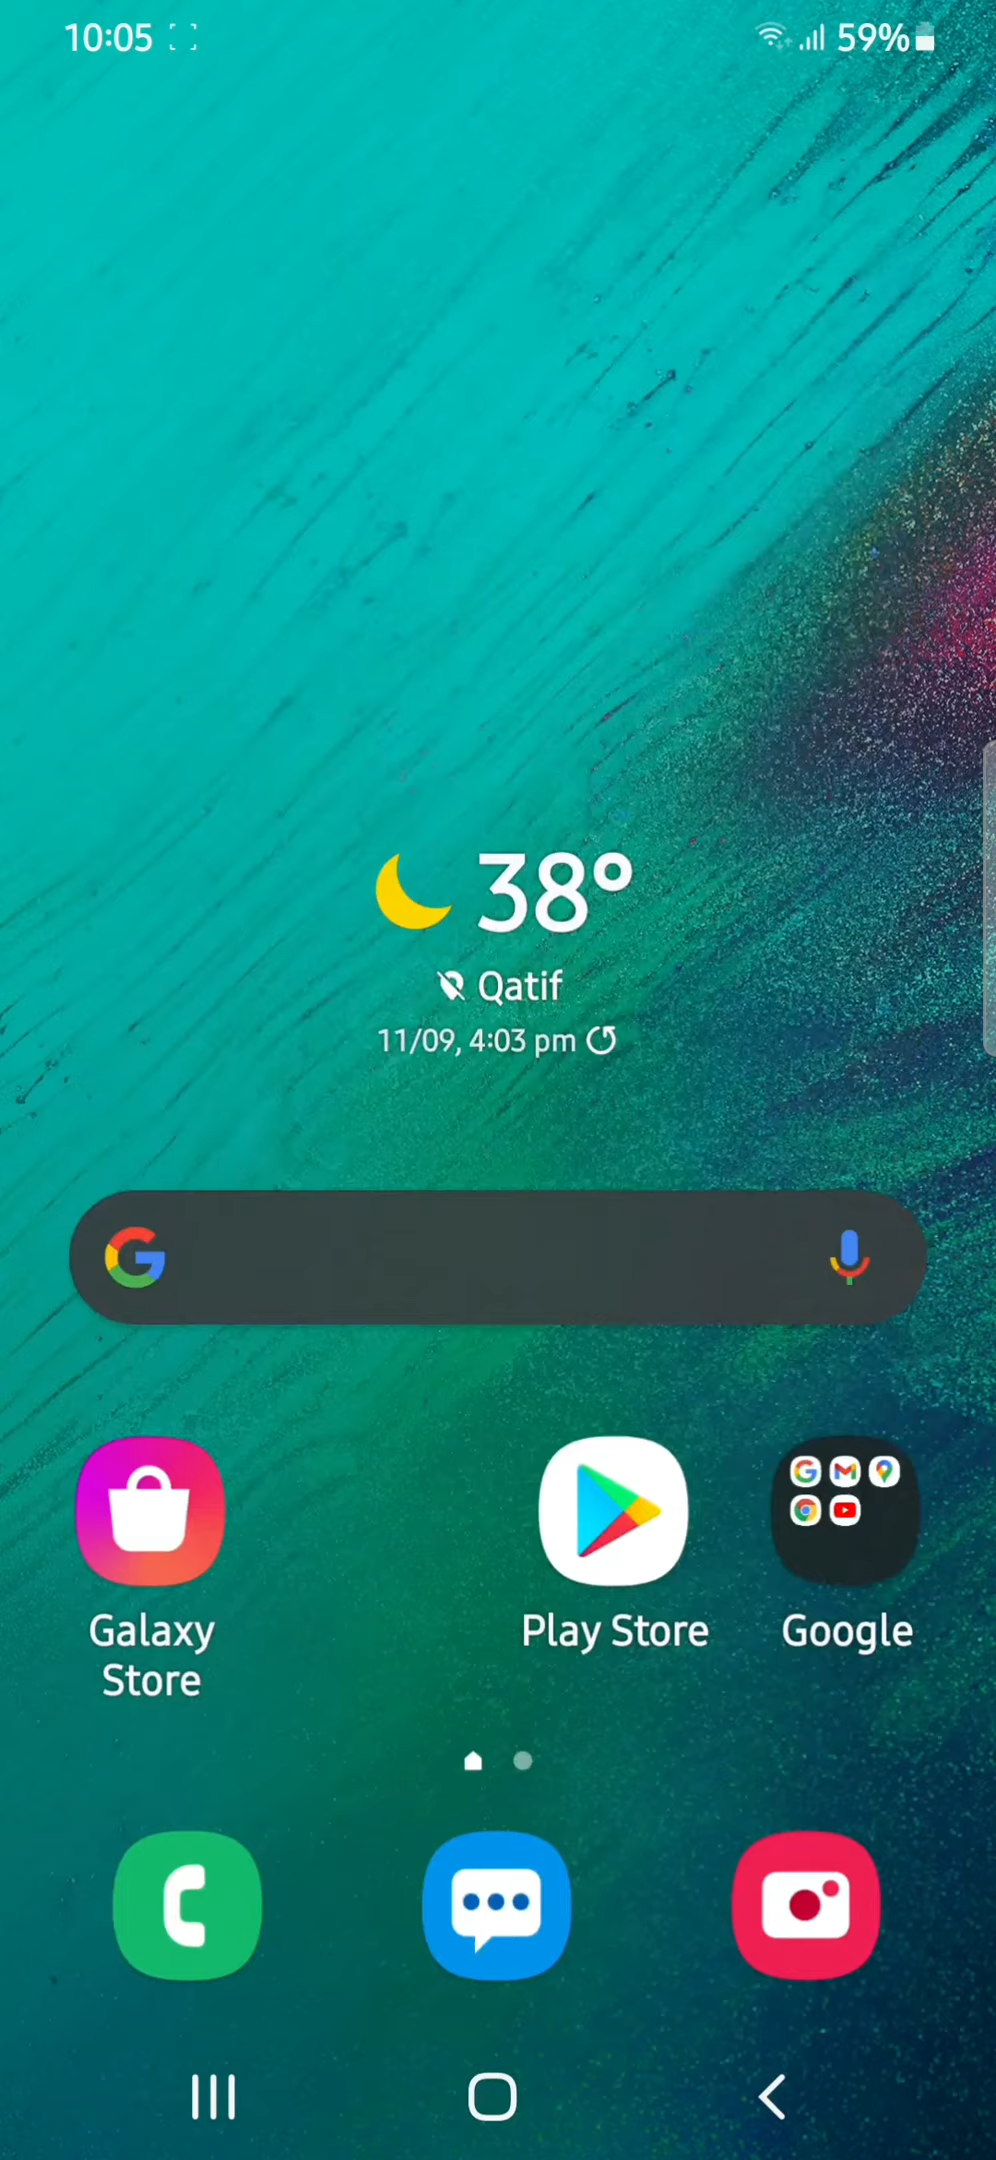 10:05 59%
38°
Qatif
11/09, 4:03 pm
Galaxy
Store
Play Store
Google